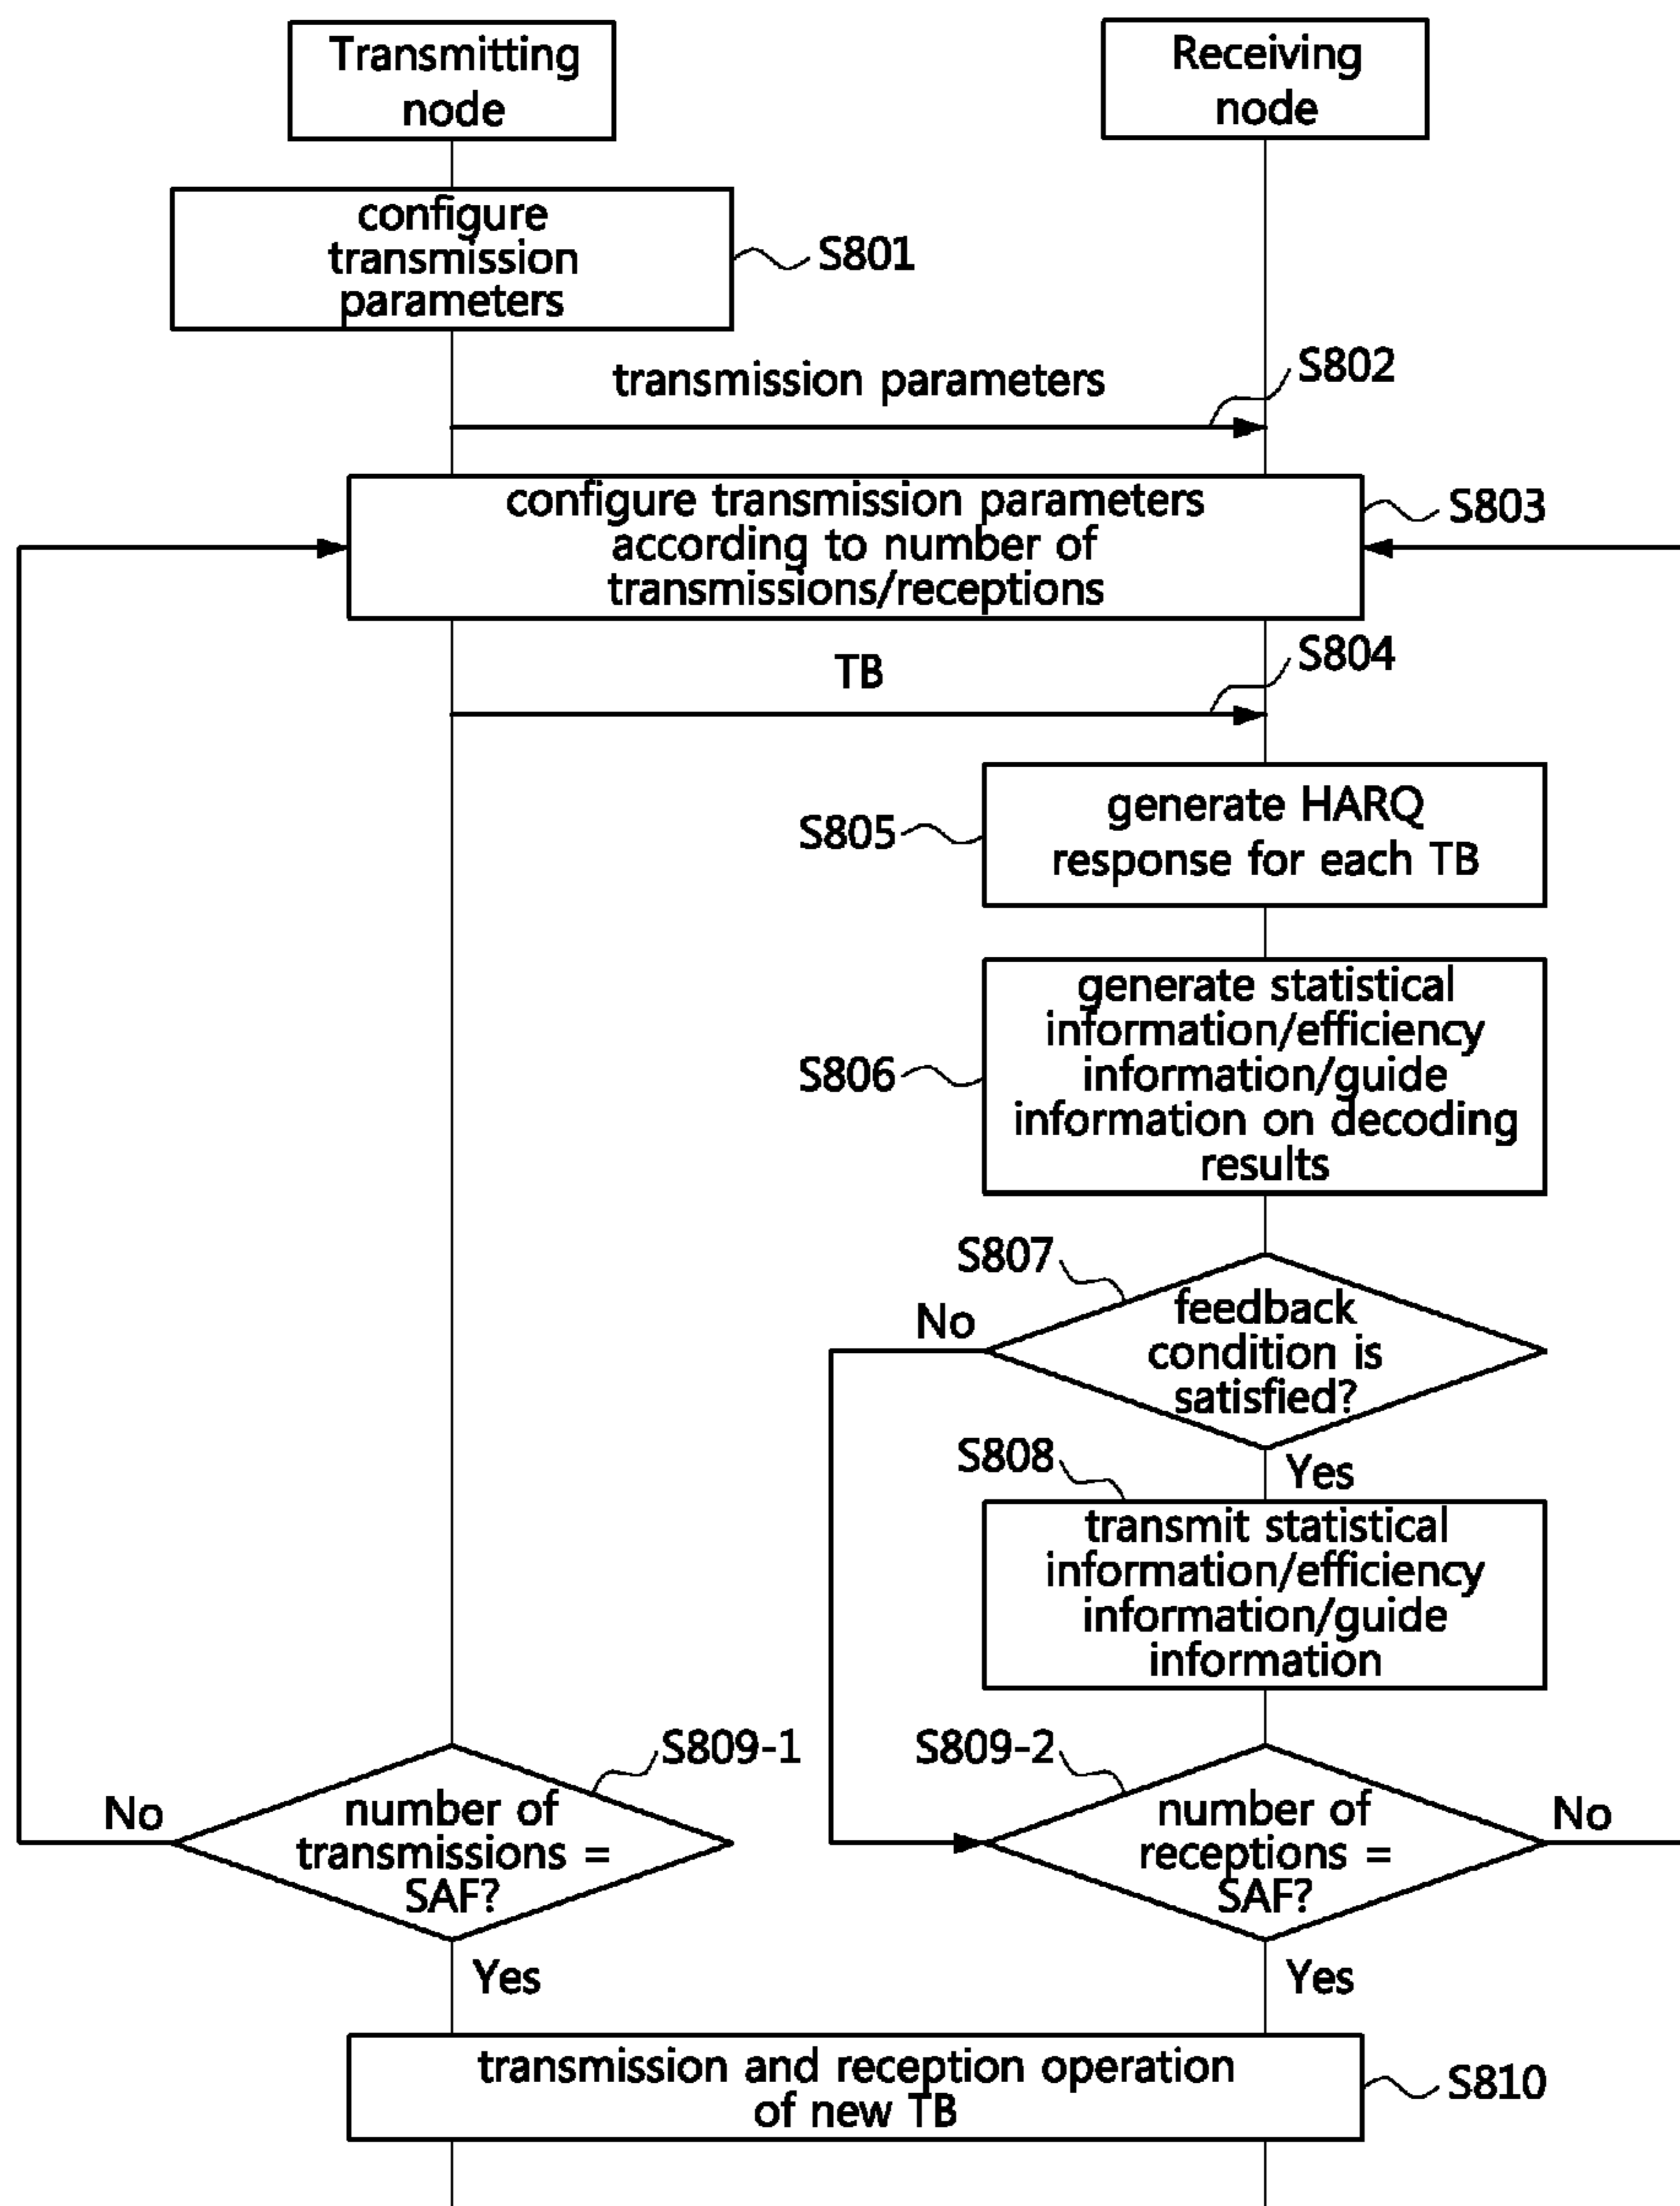 Transmitting
node
Receiving
node
configure
transmission
parameters
S801
transmission parameters
S802
configure transmission parameters
according to number of
transmissions/receptions
S803
TB
S804
generate HARQ
response for each TB
S805
generate statistical
information/efficiency
information/guide
information on decoding
results
S806
S807
feedback
condition is
satisfied?
No
Yes
S808
transmit statistical
information/efficiency
information/guide
information
S809-1
number of
transmissions =
SAF?
No
Yes
S809-2
number of
receptions =
SAF?
No
Yes
transmission and reception operation
of new TB
S810